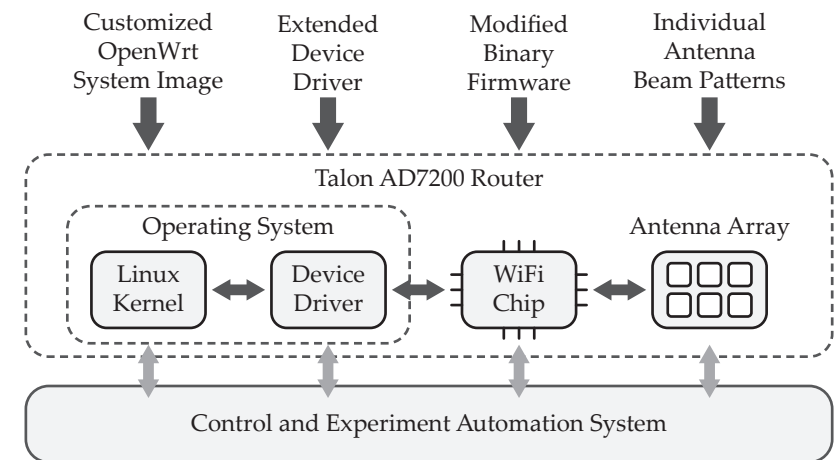 Customized
OpenWrt
System Image
Extended
Device
Driver
Modified
Binary
Firmware
Individual
Antenna
Beam Patterns
Talon AD7200 Router
Operating System
Antenna Array
Linux
Kernel
Device
Driver
WiFi
Chip
Control and Experiment Automation System